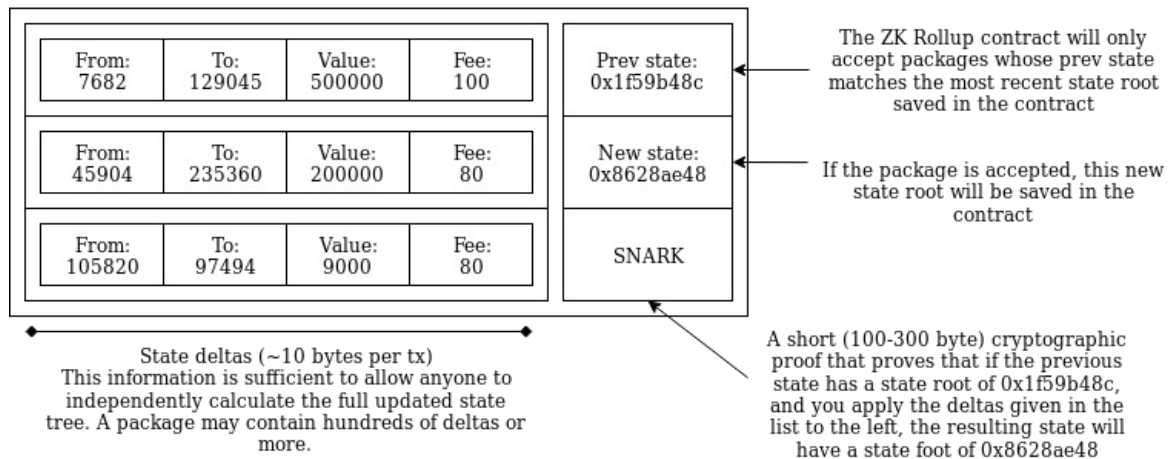 From:
7682
To:
129045
Value:
500000
Fee:
100
From:
45904
To:
235360
Value:
200000
Fee:
80
From:
105820
To:
97494
Value:
9000
Fee:
80
Prev state:
0x1f59b48c
New state:
0x8628ae48
SNARK
The ZK Rollup contract will only
accept packages whose prev state
matches the most recent state root
saved in the contract
If the package is accepted, this new
state root will be saved in the
contract
State deltas (~10 bytes per tx)
This information is sufficient to allow anyone to
independently calculate the full updated state
tree. A package may contain hundreds of deltas or
more.
A short (100-300 byte) cryptographic
proof that proves that if the previous
state has a state root of 0x1f59b48c,
and you apply the deltas given in the
list to the left, the resulting state will
have a state foot of 0x8628ae48